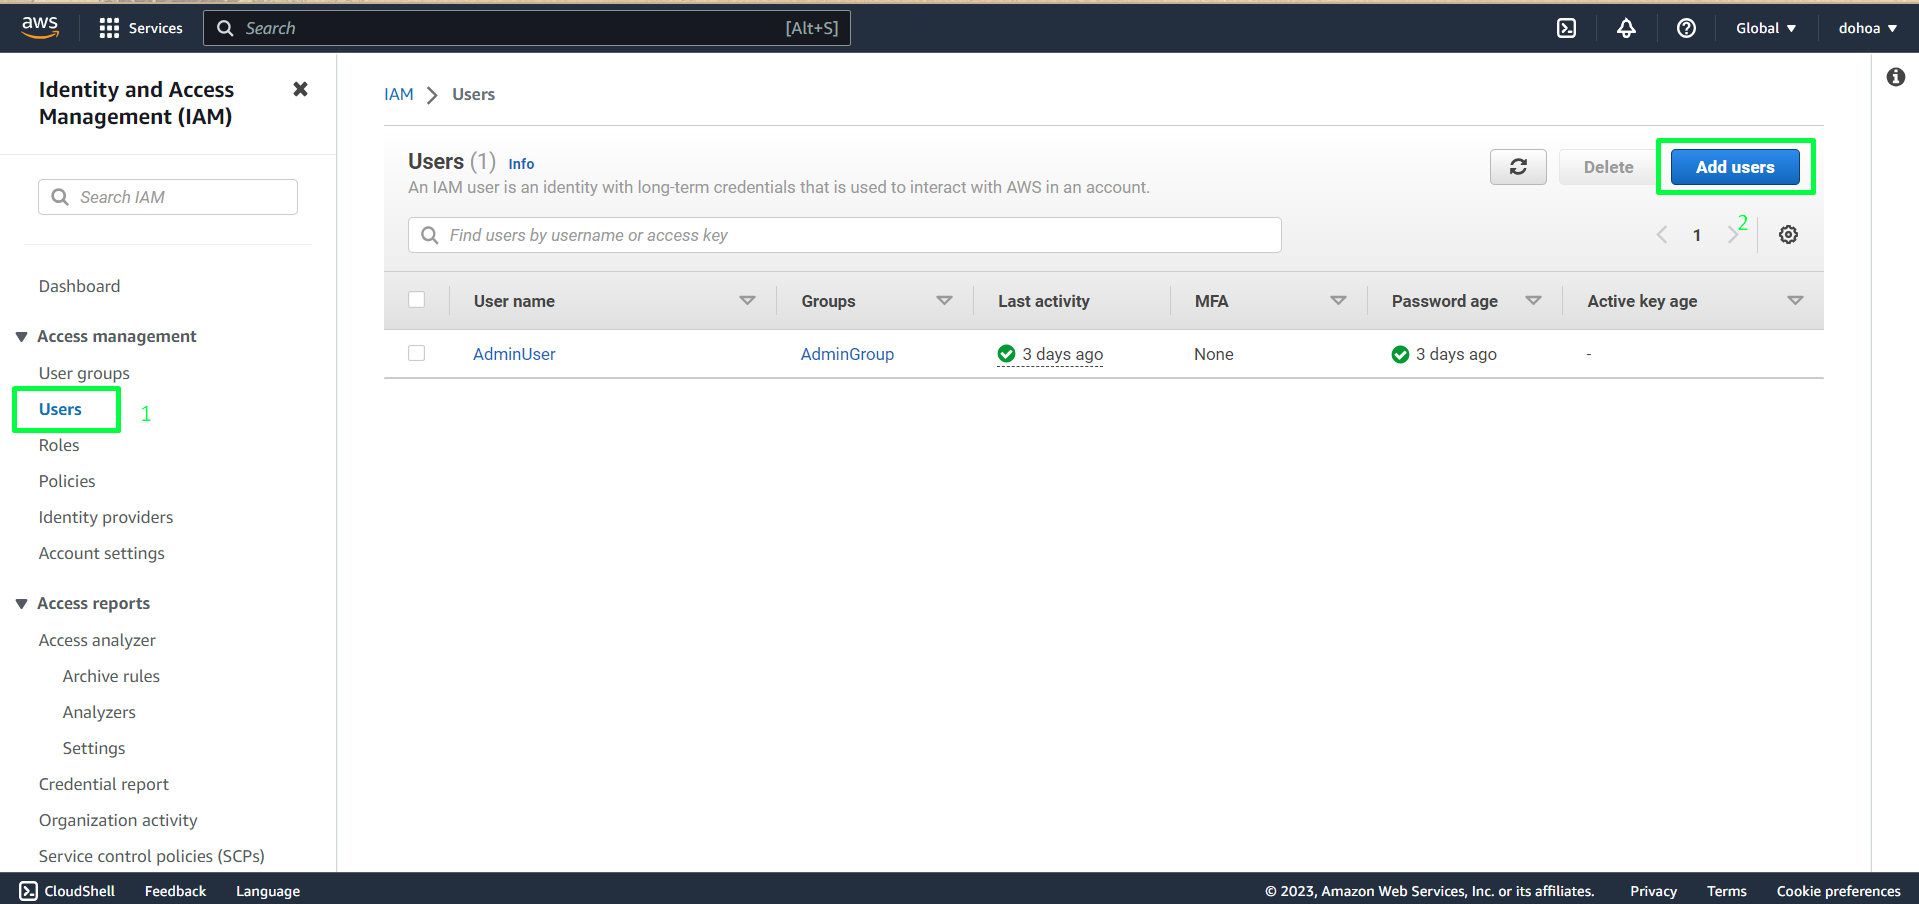 aws
Services
Search [Alt+S]
Global
dohoa
Identity and Access
Management (IAM)
Search IAM
Dashboard
Access management
User groups
Users 1
Roles
Policies
Identity providers
Account settings
Access reports
Access analyzer
Archive rules
Analyzers
Settings
Credential report
Organization activity
Service control policies (SCPs)
IAM Users
Users (1) Info
An IAM user is an identity with long-term credentials that is used to interact with AWS in an account.
Delete
Add users
2
Find users by username or access key
1
User name Groups Last activity MFA Password age Active key age
AdminUser AdminGroup 3 days ago None 3 days ago -
CloudShell Feedback Language
© 2023, Amazon Web Services, Inc. or its affiliates. Privacy Terms Cookie preferences